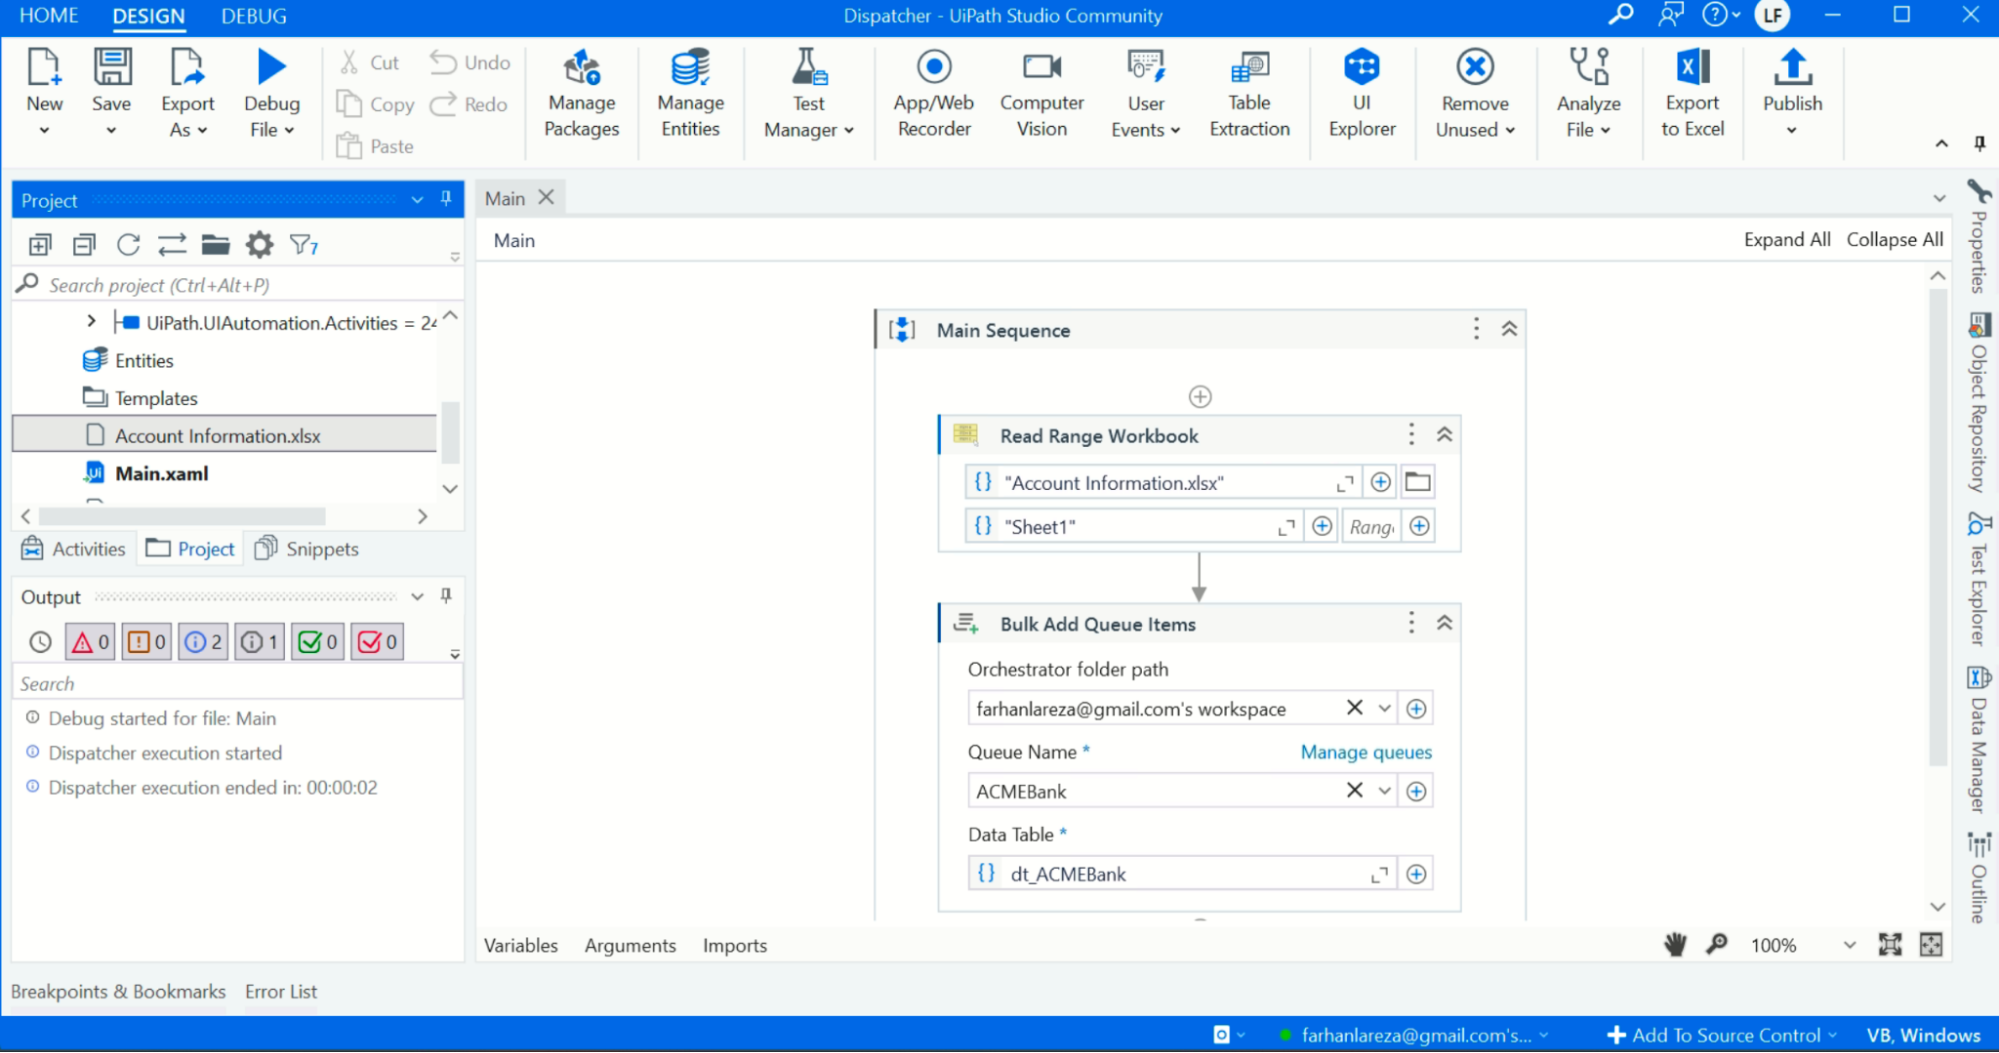 HOME DESIGN DEBUG
Dispatcher - UiPath Studio Community
LF
New
Save
Export As
Debug File
Cut
Copy
Paste
Undo
Redo
Manage Packages
Manage Entities
Test Manager
App/Web Recorder
Computer Vision
User Events
Table Extraction
UI Explorer
Remove Unused
Analyze File
Export to Excel
Publish
Project
7
Search project (Ctrl+Alt+P)
UiPath.UIAutomation.Activities = 24
Entities
Templates
Account Information.xlsx
Main.xaml
Activities
Project
Snippets
Output
0 0 2 1 0 0
Search
Debug started for file: Main
Dispatcher execution started
Dispatcher execution ended in: 00:00:02
Main
Main
Expand All Collapse All
Main Sequence
Read Range Workbook
"Account Information.xlsx"
"Sheet1"
Range
Bulk Add Queue Items
Orchestrator folder path
farhanlareza@gmail.com's workspace
Queue Name *
Manage queues
ACMEBank
Data Table *
dt_ACMEBank
Variables Arguments Imports
100%
Properties
Object Repository
Test Explorer
Data Manager
Outline
Breakpoints & Bookmarks Error List
farhanlareza@gmail.com's...
Add To Source Control
VB, Windows